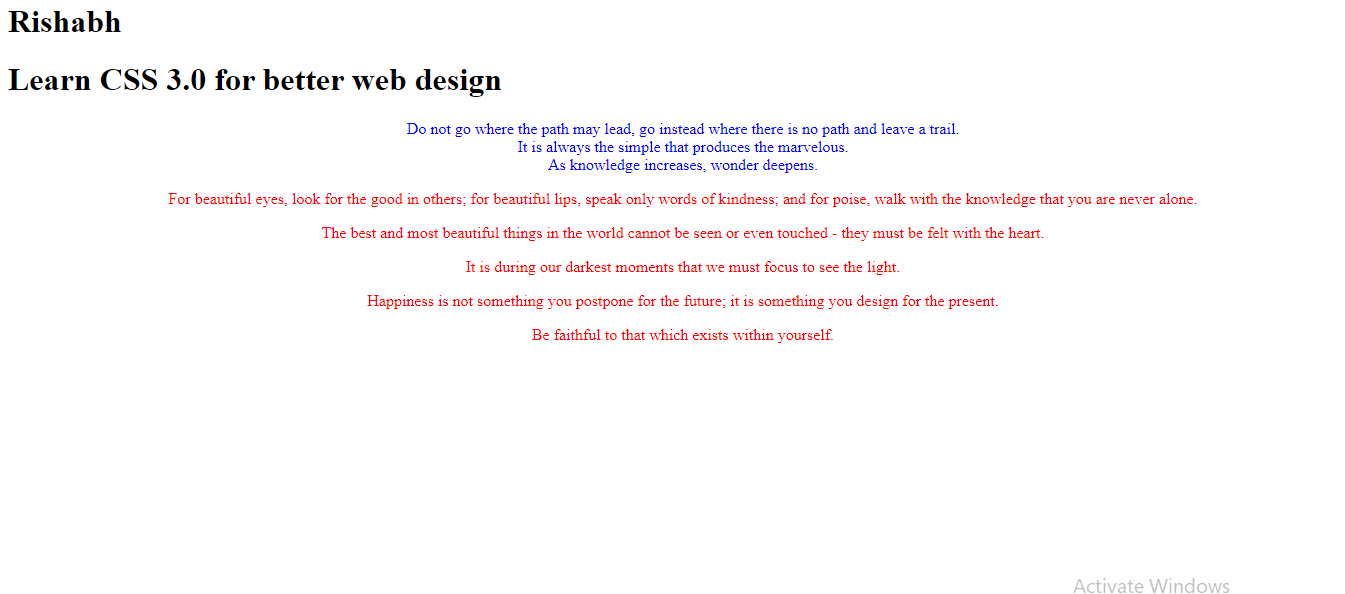 Rishabh
Learn CSS 3.0 for better web design
Do not go where the path may lead, go instead where there is no path and leave a trail.
It is always the simple that produces the marvelous.
As knowledge increases, wonder deepens.
For beautiful eyes, look for the good in others; for beautiful lips, speak only words of kindness; and for poise, walk with the knowledge that you are never alone.
The best and most beautiful things in the world cannot be seen or even touched - they must be felt with the heart.
It is during our darkest moments that we must focus to see the light.
Happiness is not something you postpone for the future; it is something you design for the present.
Be faithful to that which exists within yourself.
Activate Windows